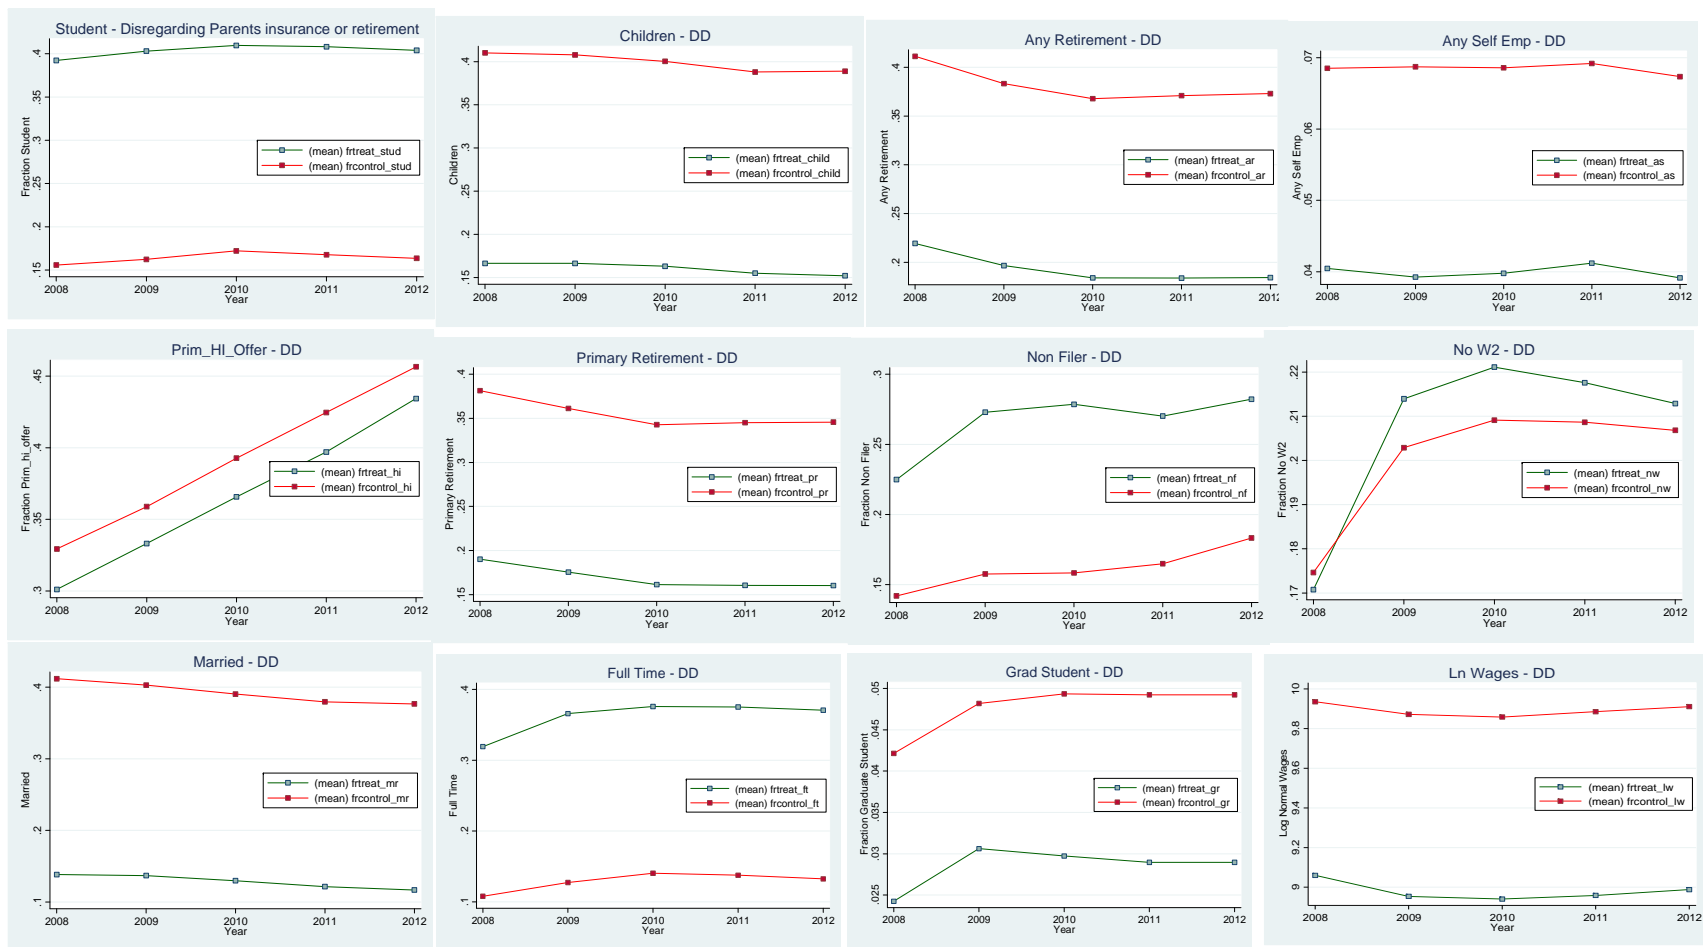 Student - Disregarding Parents insurance or retirement
Fraction Student
.4
.35
.3
.25
.2
.15
(mean) frtreat_stud
(mean) frcontrol_stud
2008 2009 2010 2011 2012
Year
Children - DD
Children
.4
.35
.3
.25
.2
.15
(mean) frtreat_child
(mean) frcontrol_child
2008 2009 2010 2011 2012
Year
Any Retirement - DD
Any Retirement
.4
.35
.3
.25
.2
(mean) frtreat_ar
(mean) frcontrol_ar
2008 2009 2010 2011 201
Year
Any Self Emp - DD
Any Self Emp
.07
.06
.05
.04
(mean) frtreat_as
(mean) frcontrol_as
2008 2009 2010 2011 2012
Year
Prim_HI_Offer - DD
Fraction Prim_hi_offer
.45
.4
.35
.3
(mean) frtreat_hi
(mean) frcontrol_hi
2008 2009 2010 2011 2012
Year
Primary Retirement - DD
Primary Retirement
.4
.35
.3
.25
.2
.15
(mean) frtreat_pr
(mean) frcontrol_pr
2008 2009 2010 2011 2012
Year
Non Filer - DD
Fraction Non Filer
.3
.25
.2
.15
(mean) frtreat_nf
(mean) frcontrol_nf
2008 2009 2010 2011 2012
Year
No W2 - DD
Fraction No W2
.22
.21
.2
.19
.18
.17
(mean) frtreat_nw
(mean) frcontrol_nw
2008 2009 2010 2011 2012
Year
Married - DD
Married
.4
.3
.2
.1
(mean) frtreat_mr
(mean) frcontrol_mr
2008 2009 2010 2011 2012
Year
Full Time - DD
Full Time
.4
.3
.2
.1
(mean) frtreat_ft
(mean) frcontrol_ft
2008 2009 2010 2011 2012
Year
Grad Student - DD
Fraction Graduate Student
.05
.045
.04
.035
.03
.025
(mean) frtreat_gr
(mean) frcontrol_gr
2008 2009 2010 2011 2012
Year
Ln Wages - DD
Log Normal Wages
10
9.8
9.6
9.4
9.2
9
(mean) frtreat_lw
(mean) frcontrol_lw
2008 2009 2010 2011 2012
Year